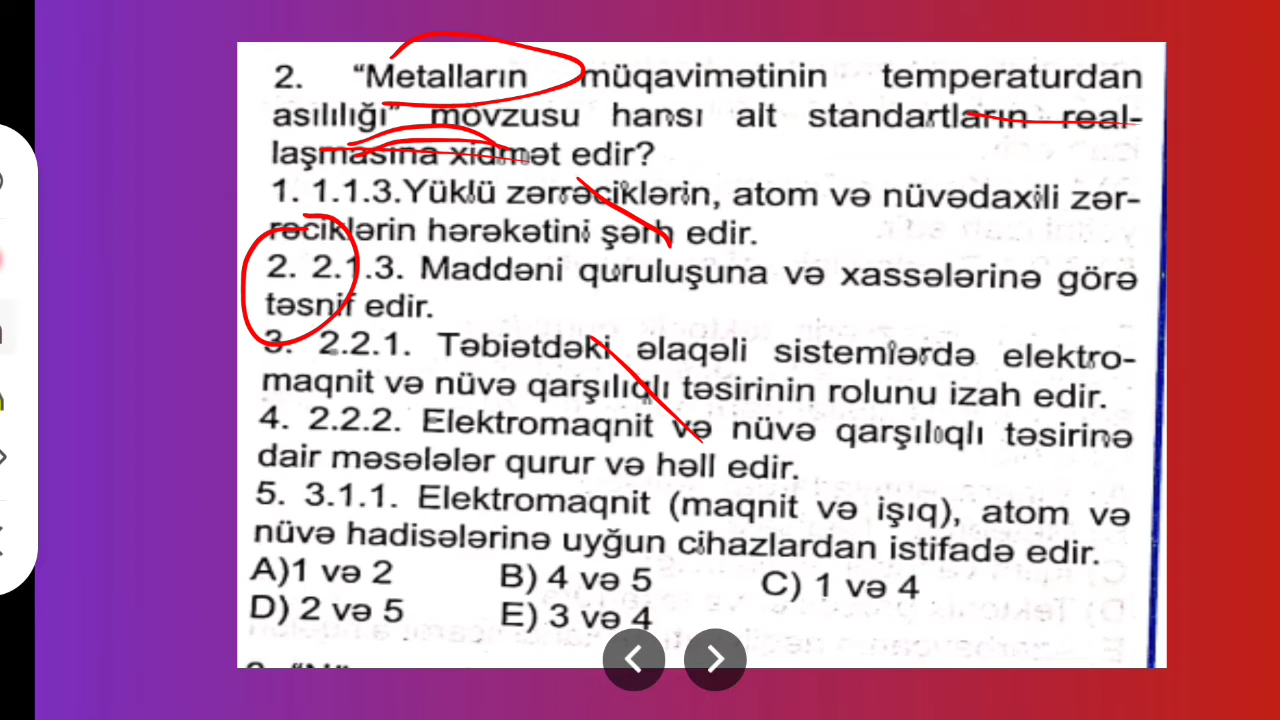 2. “Metalların müqavimətinin temperaturdan
asılılığı” mövzusu hansı alt standartların real-
laşmasına xidmət edir?
1. 1.1.3.Yüklü zərrəciklərin, atom və nüvədaxili zər-
rəciklərin hərəkətini şərh edir.
2. 2.1.3. Maddəni quruluşuna və xassələrinə görə
təsnif edir.
3. 2.2.1. Təbiətdəki əlaqəli sistemlərdə elektro-
maqnit və nüvə qarşılıqlı təsirinin rolunu izah edir.
4. 2.2.2. Elektromaqnit və nüvə qarşılıqlı təsirinə
dair məsələlər qurur və həll edir.
5. 3.1.1. Elektromaqnit (maqnit və işıq), atom və
nüvə hadisələrinə uyğun cihazlardan istifadə edir.
A)1 və 2 B) 4 və 5 C) 1 və 4
D) 2 və 5 E) 3 və 4